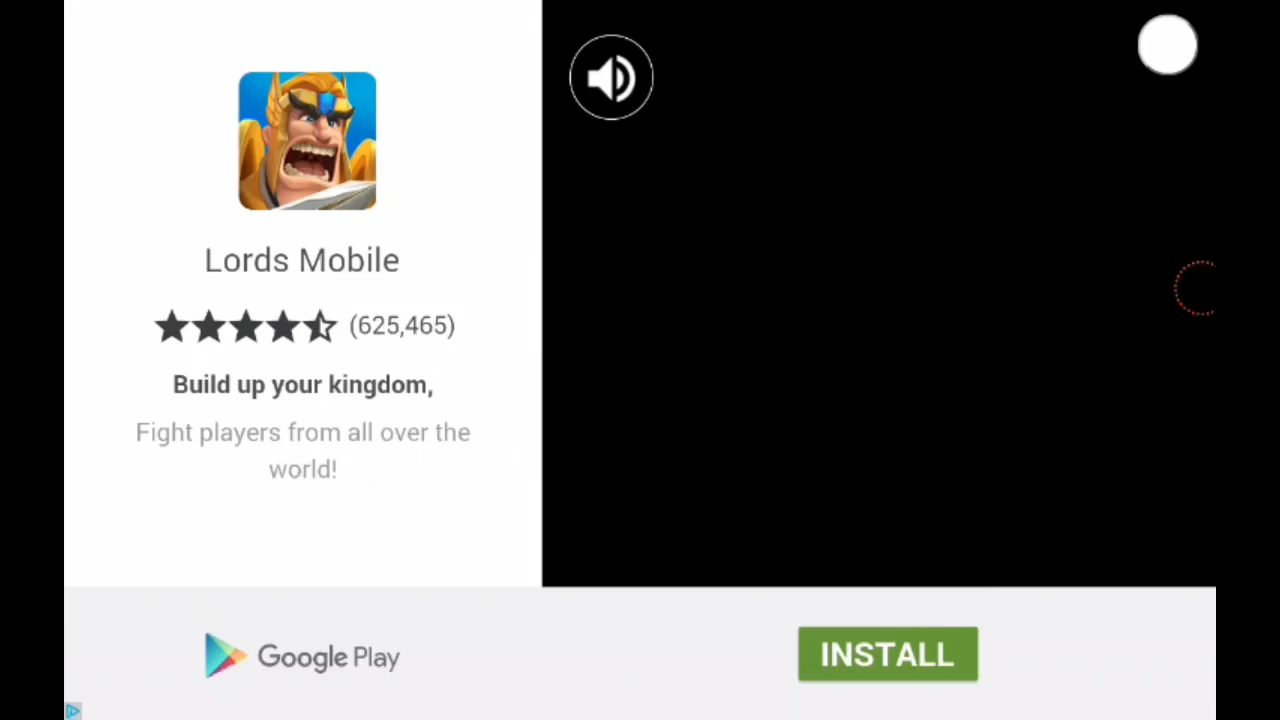 Lords Mobile
(625,465)
Build up your kingdom,
Fight players from all over the
world!
Google Play
INSTALL